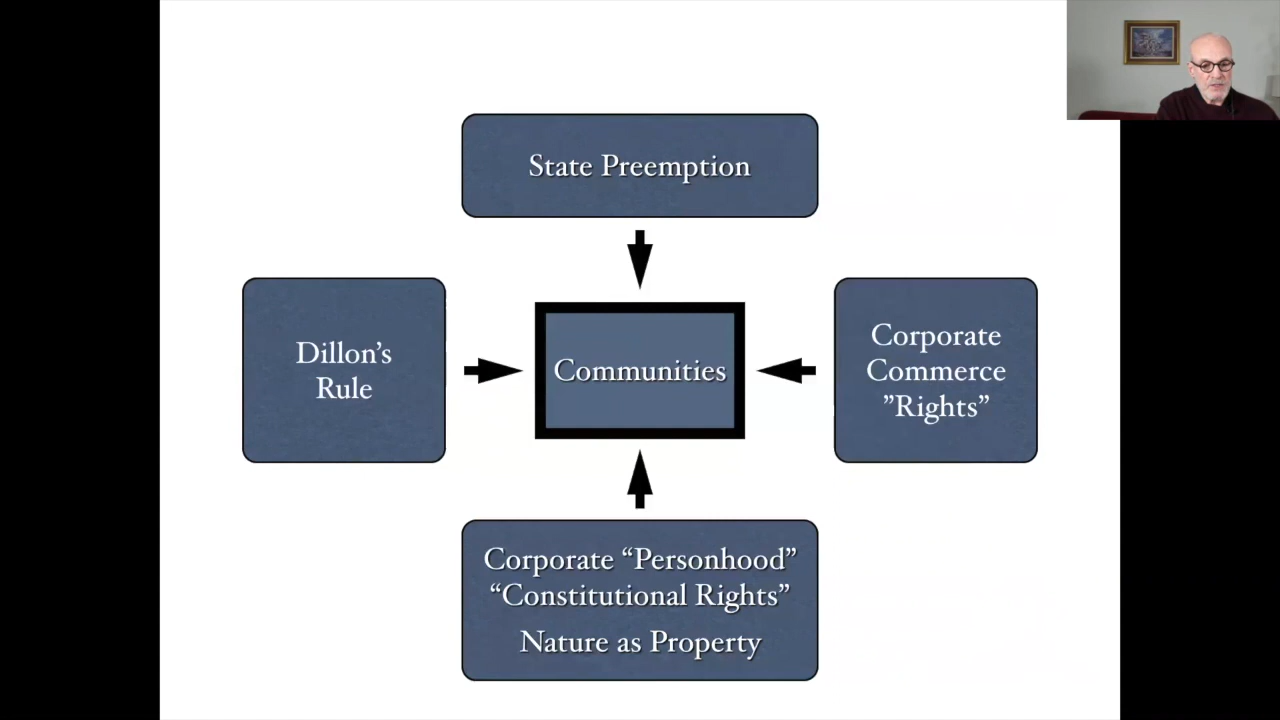 State Preemption
Dillon’s
Rule
Communities
Corporate
Commerce
”Rights”
Corporate “Personhood”
“Constitutional Rights”
Nature as Property